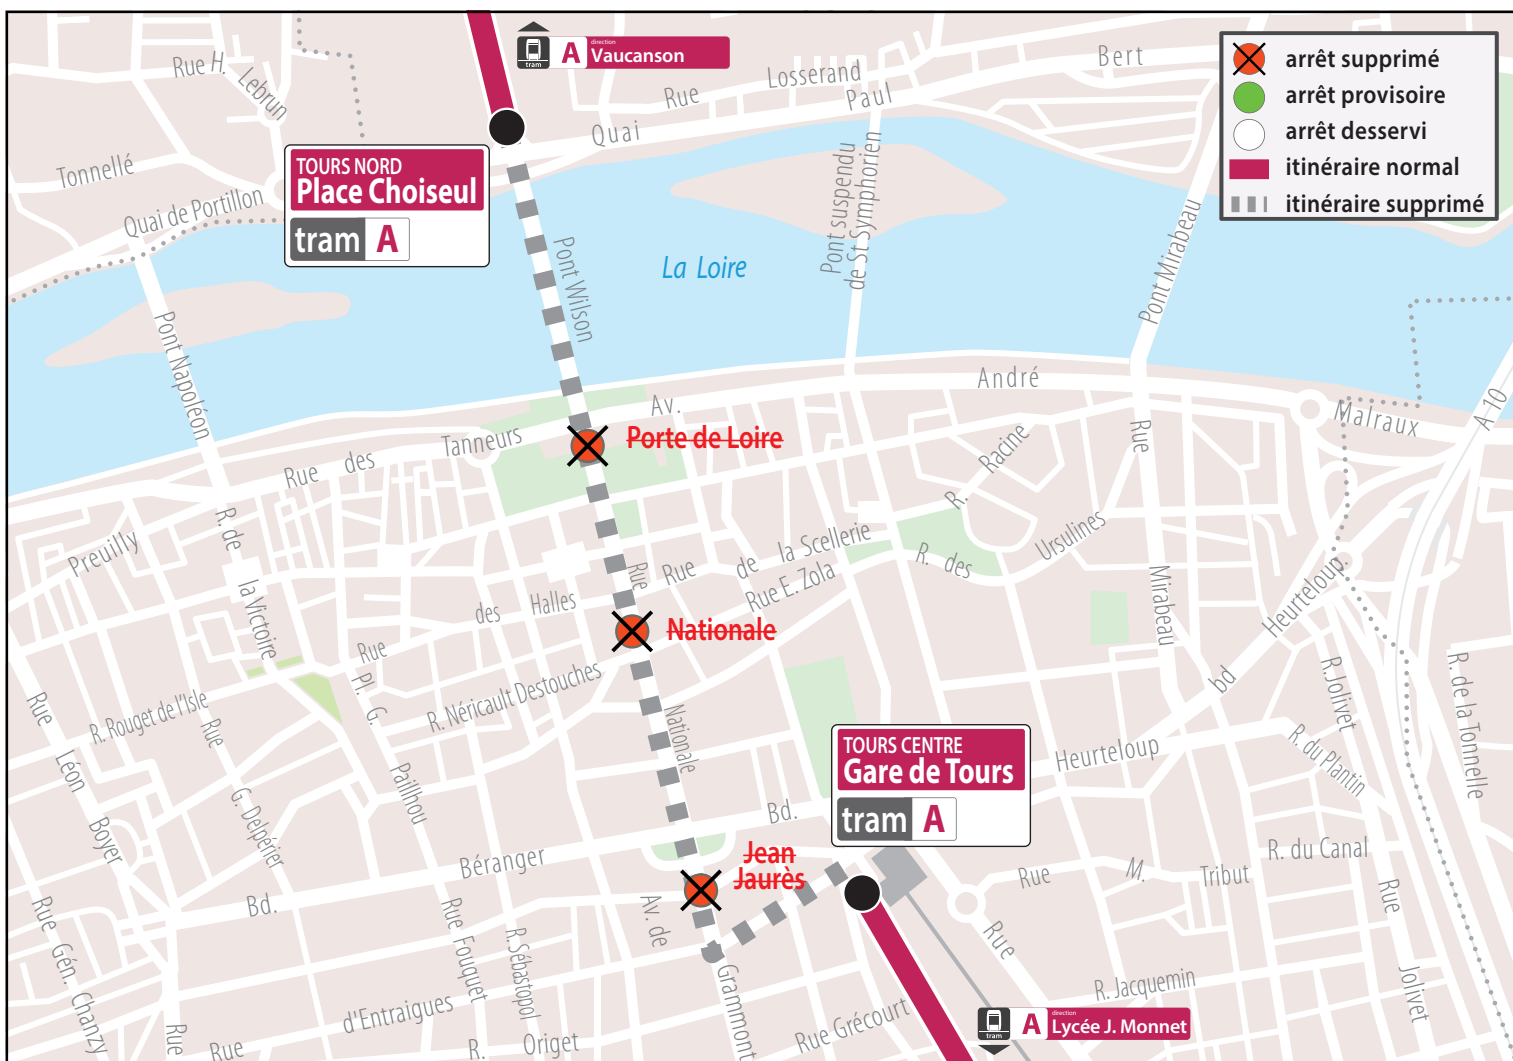 direction
A Vaucanson
tram
arrêt supprimé
arrêt provisoire
arrêt desservi
itinéraire normal
itinéraire supprimé
Rue H. Lebrun
Tonnellé
Quai de Portillon
TOURS NORD
Place Choiseul
tram A
Rue
Losserand
Bert
Quai
Paul
La Loire
Pont Wilson
Pont suspendu
de St Symphorien
Pont Mirabeau
Pont Napoléon
André
Av.
Malraux
A 10
Rue des Tanneurs
Porte de Loire
R. Racine
Rue
Preuilly
R. de
la Victoire
Rue
Rue de la Scellerie
Rue E. Zola
R. des Ursulines
Mirabeau
Heurteloup
bd
des Halles
Rue
Nationale
Nationale
R. Néricault Destouches
Pl. G.
Paillhou
R. Rouget de l'Isle
Rue
G. Delpérier
Rue
Léon
Boyer
R. Jolivet
R. de la Tonnelle
R. du Plantin
Heurteloup
TOURS CENTRE
Gare de Tours
tram A
Bd.
Béranger
Bd.
Jean
Jaurès
Rue
M.
Tribut
R. du Canal
Rue
Jolivet
Rue
Gén.
Chanzy
Rue
Rue Fouquet
R. Sébastopol
Av. de
Grammont
Rue
R. Jacquemin
Rue
d'Entraigues
R.
Origet
Rue Grécourt
direction
A Lycée J. Monnet
tram